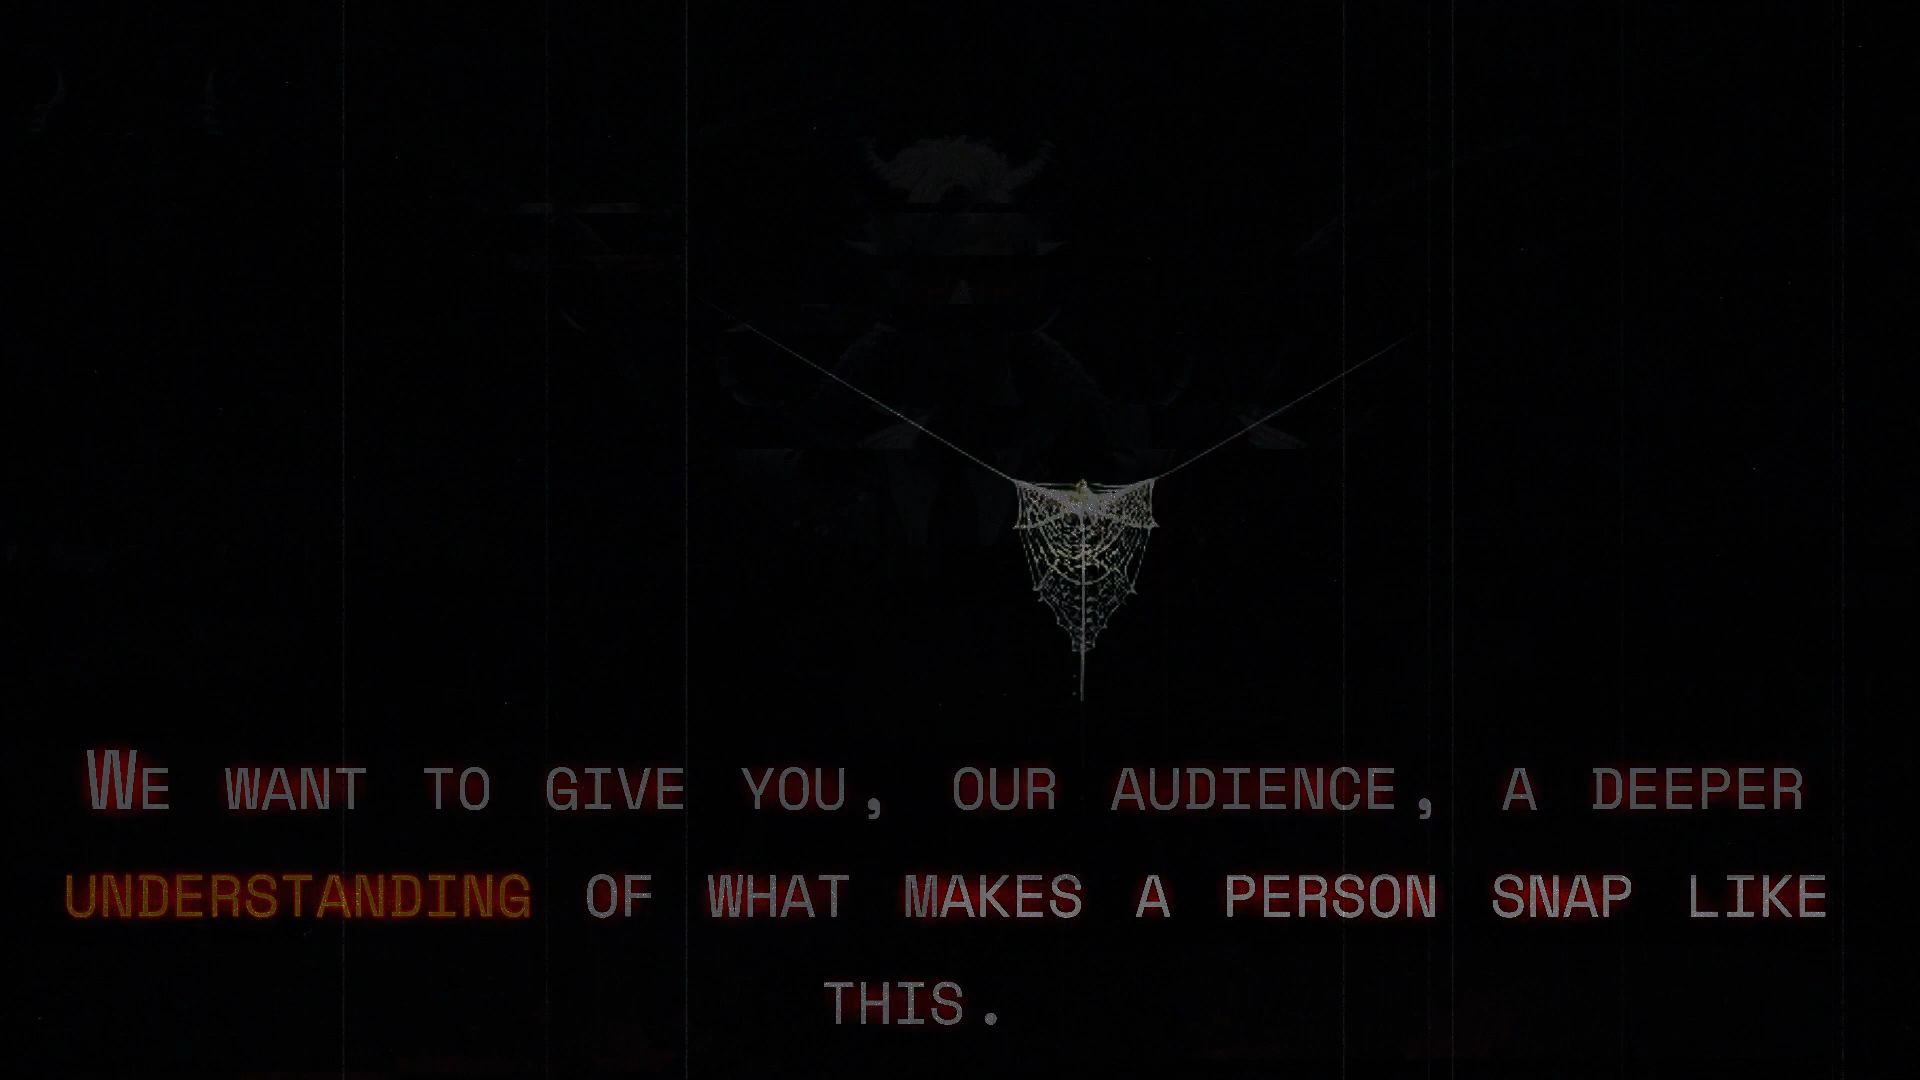 We want to give you, our audience, a deeper
understanding of what makes a person snap like
this.